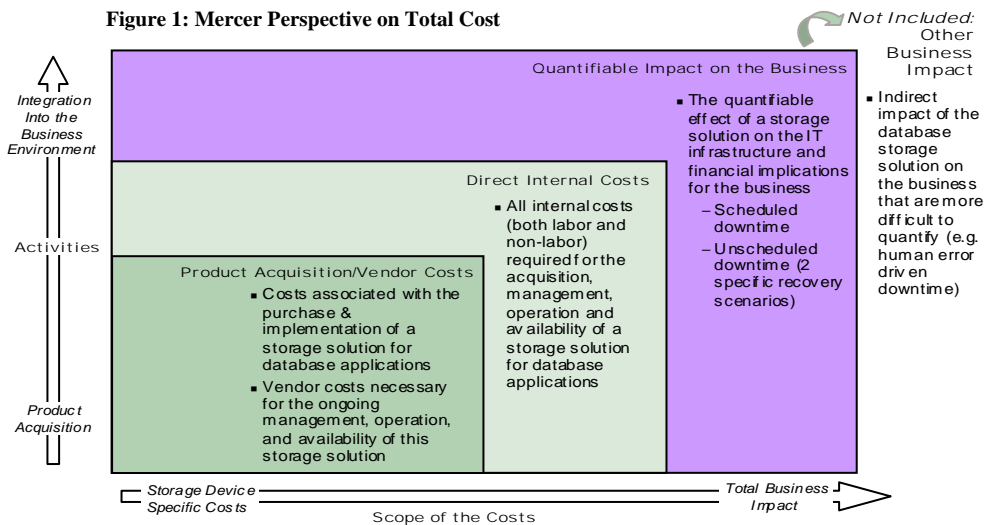 Figure 1: Mercer Perspective on Total Cost
Not Included:
Other
Business
Impact
■ Indirect
impact of the
database
storage
solution on
the business
that are more
difficult to
quantify (e.g.
human error
driven
downtime)
Quantifiable Impact on the Business
■ The quantifiable
effect of a storage
solution on the IT
infrastructure and
financial implications
for the business
– Scheduled
downtime
– Unscheduled
downtime (2
specific recovery
scenarios)
Direct Internal Costs
■ All internal costs
(both labor and
non-labor)
required for the
acquisition,
management,
operation and
availability of a
storage solution
for database
applications
Product Acquisition/Vendor Costs
■ Costs associated with the
purchase &
implementation of a
storage solution for
database applications
■ Vendor costs necessary
for the ongoing
management, operation,
and availability of this
storage solution
Integration
Into the
Business
Environment
Activities
Product
Acquisition
Storage Device
Specific Costs
Scope of the Costs
Total Business
Impact